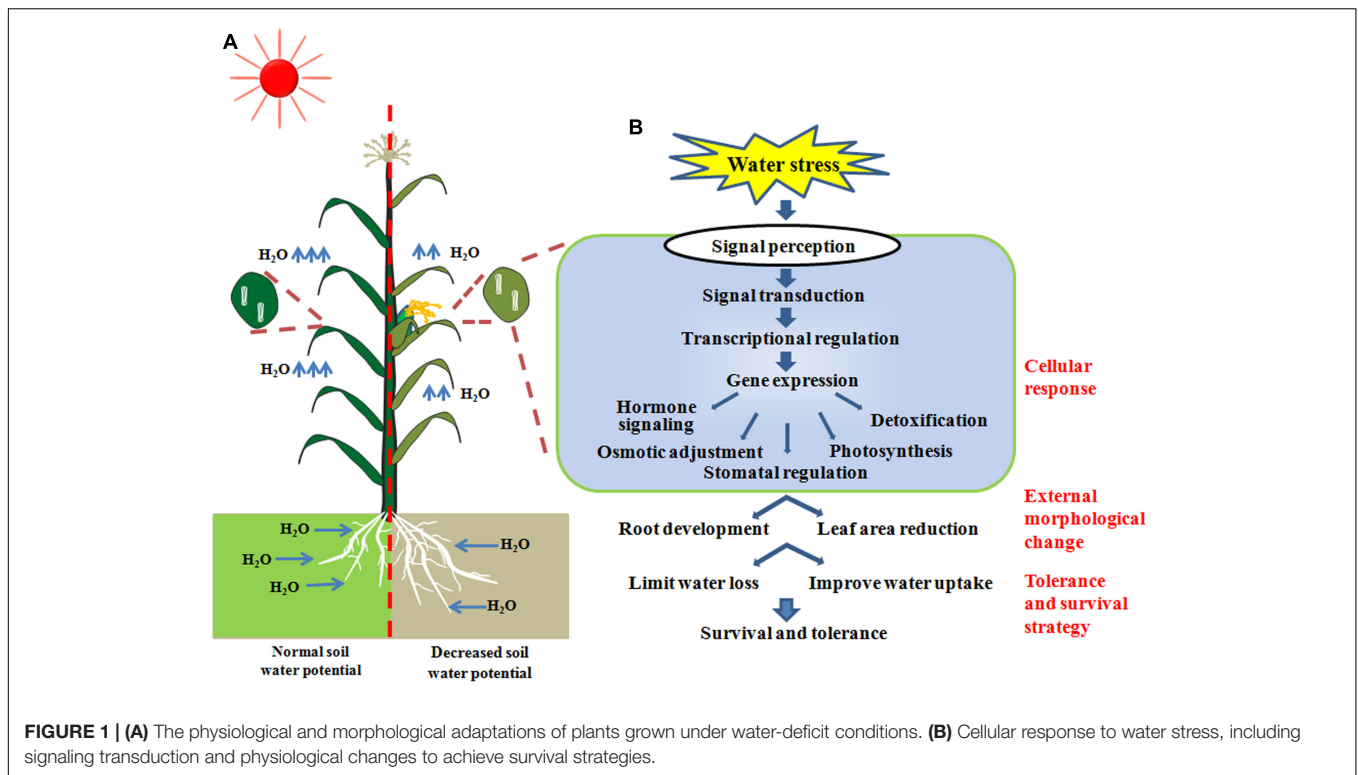 A
H₂O
H₂O
H₂O
H₂O
H₂O
H₂O
H₂O
H₂O
H₂O
Normal soil
water potential
Decreased soil
water potential
B
Water stress
Signal perception
Signal transduction
Transcriptional regulation
Gene expression
Hormone
signaling
Detoxification
Osmotic adjustment
Photosynthesis
Stomatal regulation
Cellular
response
Root development
Leaf area reduction
External
morphological
change
Limit water loss
Improve water uptake
Tolerance
and survival
strategy
Survival and tolerance
FIGURE 1 | (A) The physiological and morphological adaptations of plants grown under water-deficit conditions. (B) Cellular response to water stress, including
signaling transduction and physiological changes to achieve survival strategies.